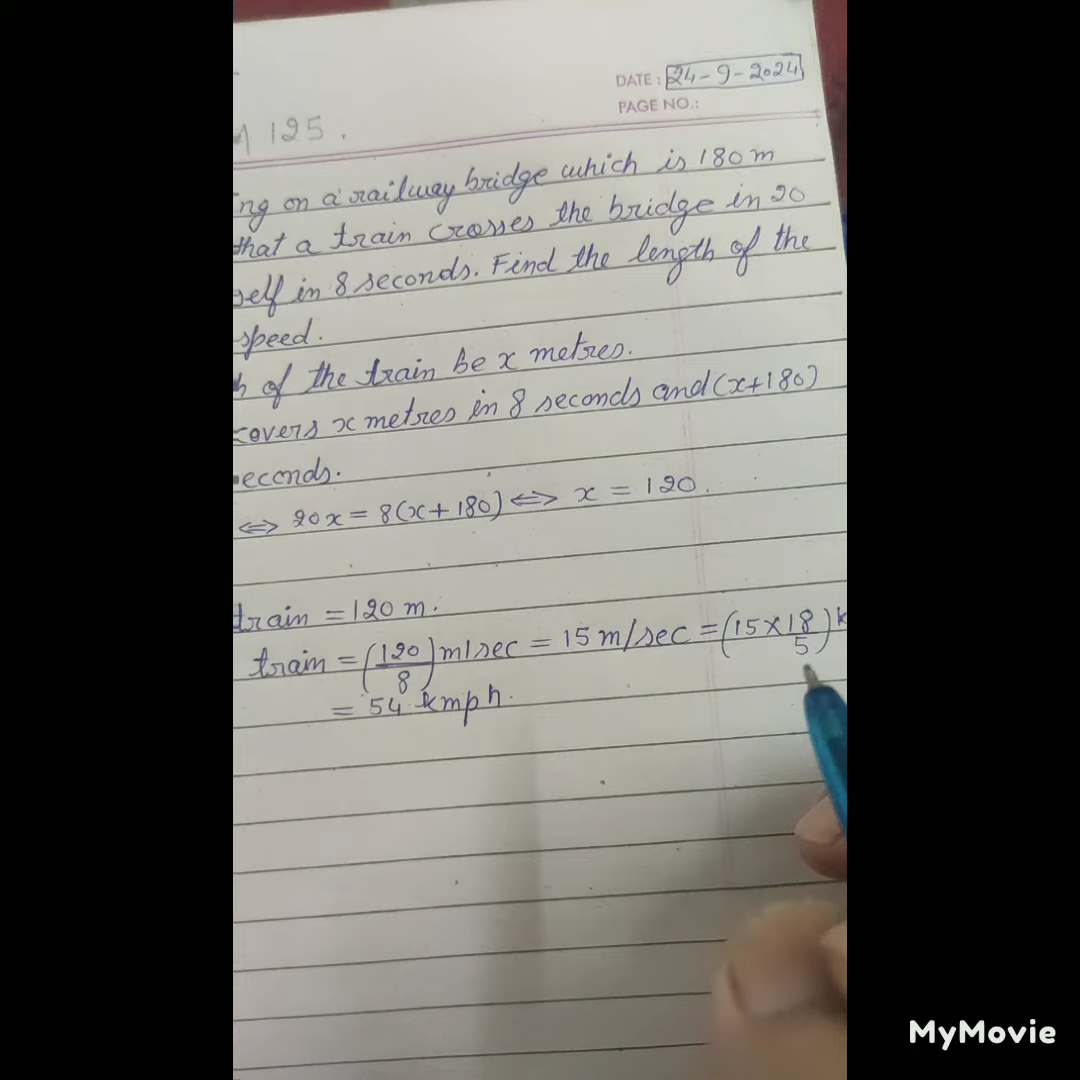 DATE: 24-9-2024
PAGE NO.:
125.
ng on a railway bridge which is 180 m
that a train crosses the bridge in 20
self in 8 seconds. Find the length of the
speed.
h of the train be x metres.
covers x metres in 8 seconds and (x+180)
econds.
⇔ 20x = 8(x+180) ⇔ x = 120.
train = 120 m.
train = (120/8) m/sec = 15 m/sec = (15 × 18/5) k
= 54 kmph.
MyMovie